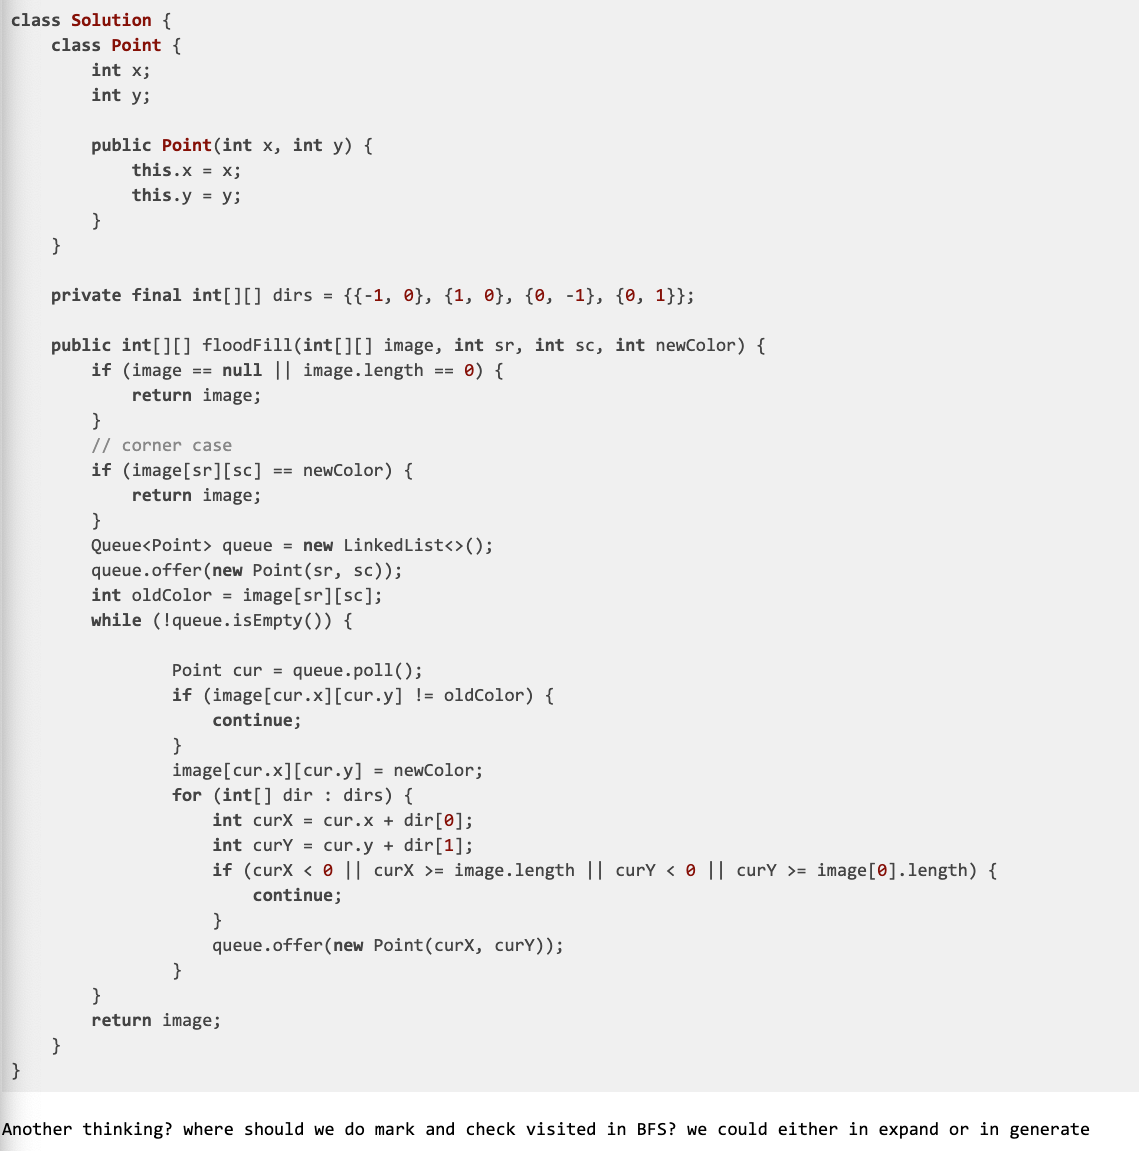 class Solution {
    class Point {
        int x;
        int y;

        public Point(int x, int y) {
            this.x = x;
            this.y = y;
        }
    }

    private final int[][] dirs = {{-1, 0}, {1, 0}, {0, -1}, {0, 1}};

    public int[][] floodFill(int[][] image, int sr, int sc, int newColor) {
        if (image == null || image.length == 0) {
            return image;
        }
        // corner case
        if (image[sr][sc] == newColor) {
            return image;
        }
        Queue<Point> queue = new LinkedList<>();
        queue.offer(new Point(sr, sc));
        int oldColor = image[sr][sc];
        while (!queue.isEmpty()) {

                Point cur = queue.poll();
                if (image[cur.x][cur.y] != oldColor) {
                    continue;
                }
                image[cur.x][cur.y] = newColor;
                for (int[] dir : dirs) {
                    int curX = cur.x + dir[0];
                    int curY = cur.y + dir[1];
                    if (curX < 0 || curX >= image.length || curY < 0 || curY >= image[0].length) {
                        continue;
                    }
                    queue.offer(new Point(curX, curY));
                }
        }
        return image;
    }
}
Another thinking? where should we do mark and check visited in BFS? we could either in expand or in generate